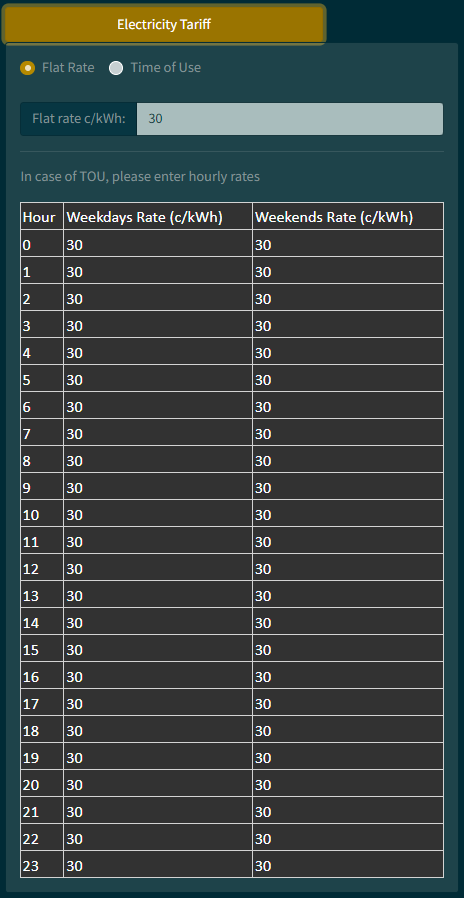 Electricity Tariff
Flat Rate Time of Use
Flat rate c/kWh: 30
In case of TOU, please enter hourly rates
Hour Weekdays Rate (c/kWh) Weekends Rate (c/kWh)
0 30 30
1 30 30
2 30 30
3 30 30
4 30 30
5 30 30
6 30 30
7 30 30
8 30 30
9 30 30
10 30 30
11 30 30
12 30 30
13 30 30
14 30 30
15 30 30
16 30 30
17 30 30
18 30 30
19 30 30
20 30 30
21 30 30
22 30 30
23 30 30